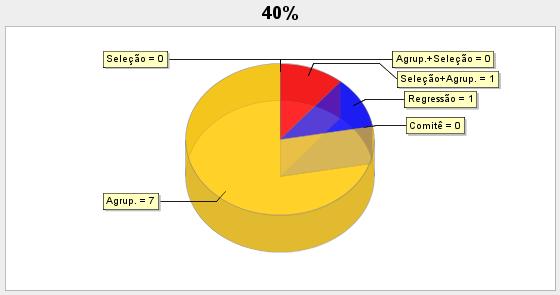 40%
Seleção = 0
Agrup.+Seleção = 0
Seleção+Agrup. = 1
Regressão = 1
Comitê = 0
Agrup. = 7